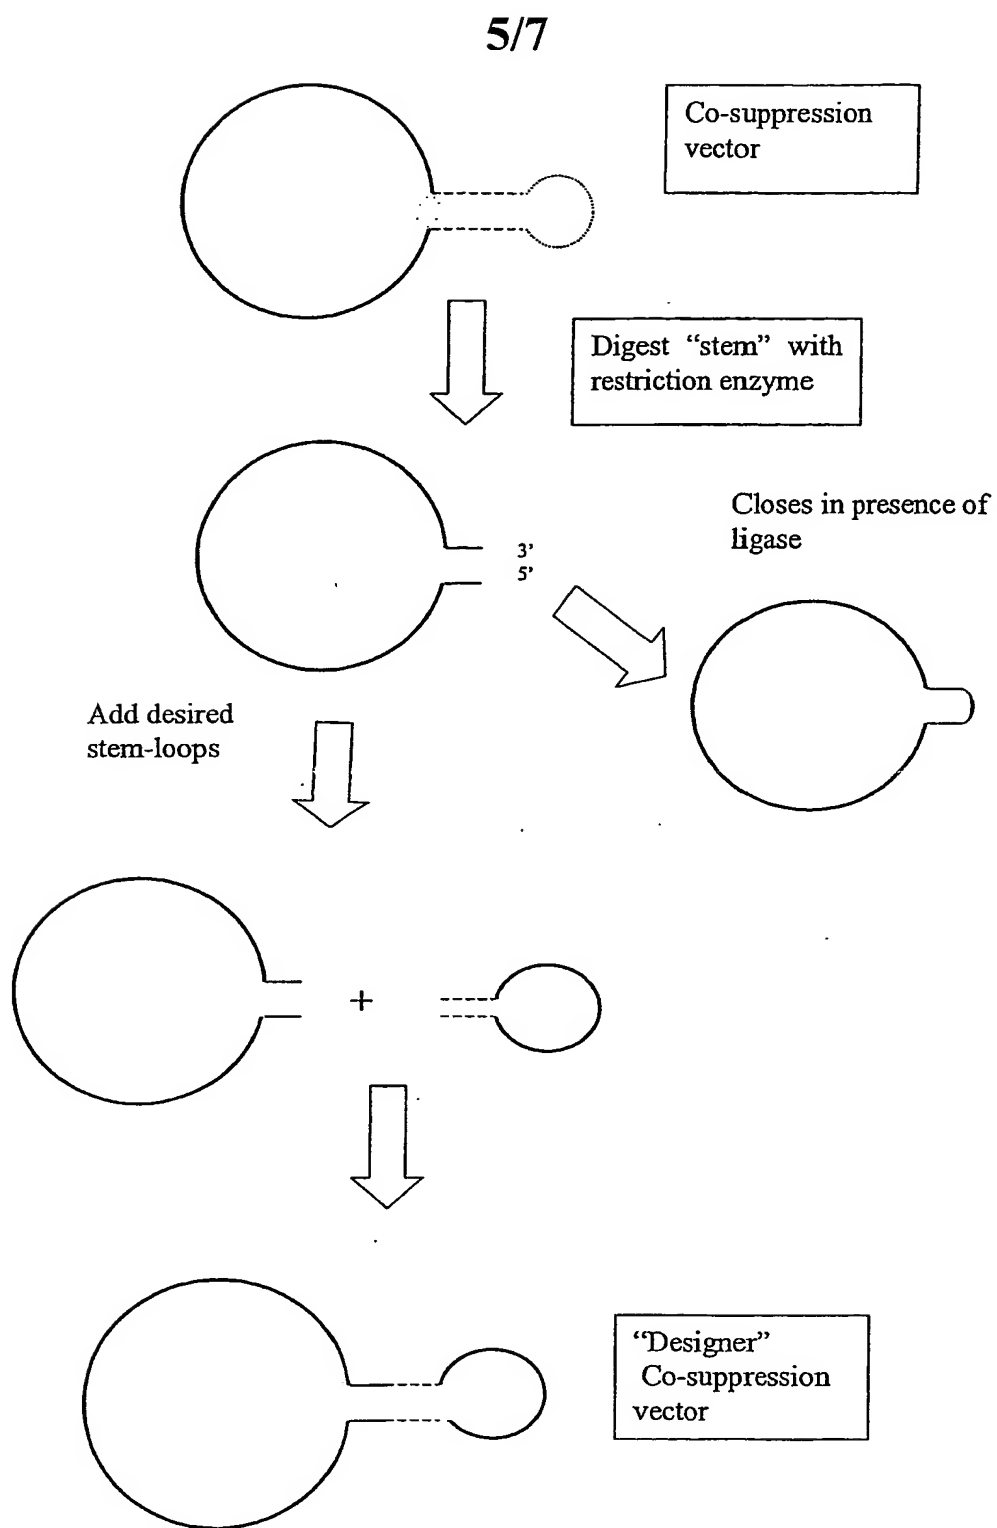 5/7
Co-suppression
vector
Digest “stem” with
restriction enzyme
Closes in presence of
ligase
3’
5’
Add desired
stem-loops
+
“Designer”
Co-suppression
vector